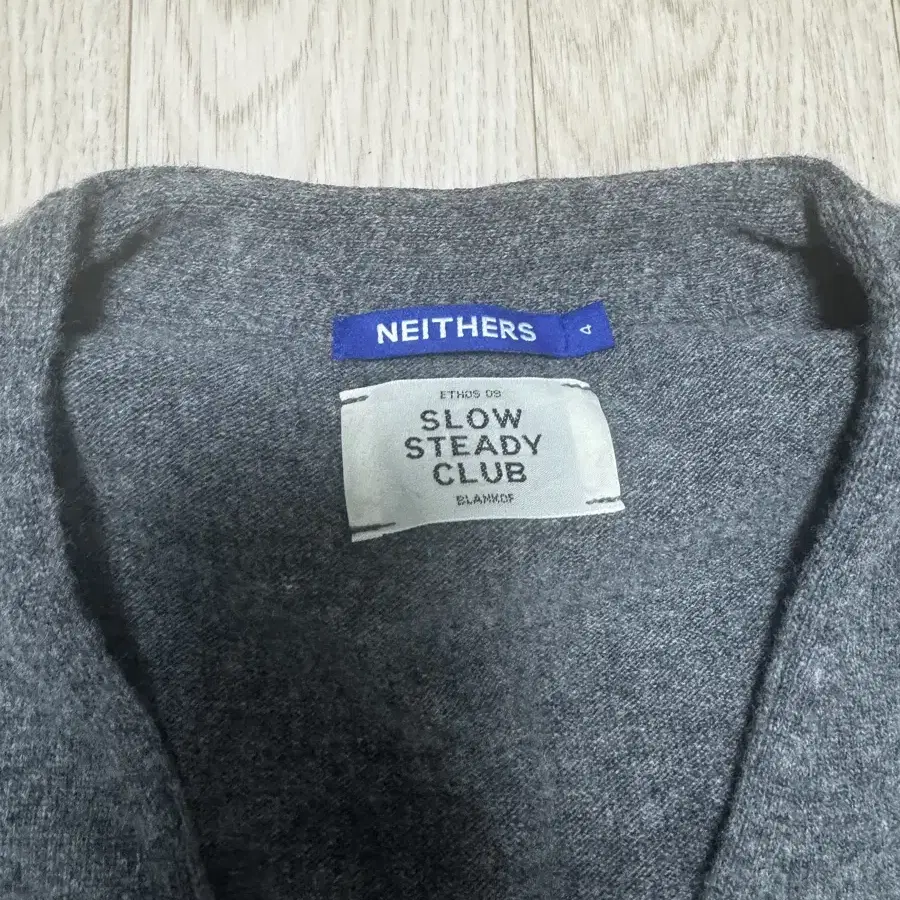 NEITHERS 4
ETHOS 08
SLOW
STEADY
CLUB
BLANKOF